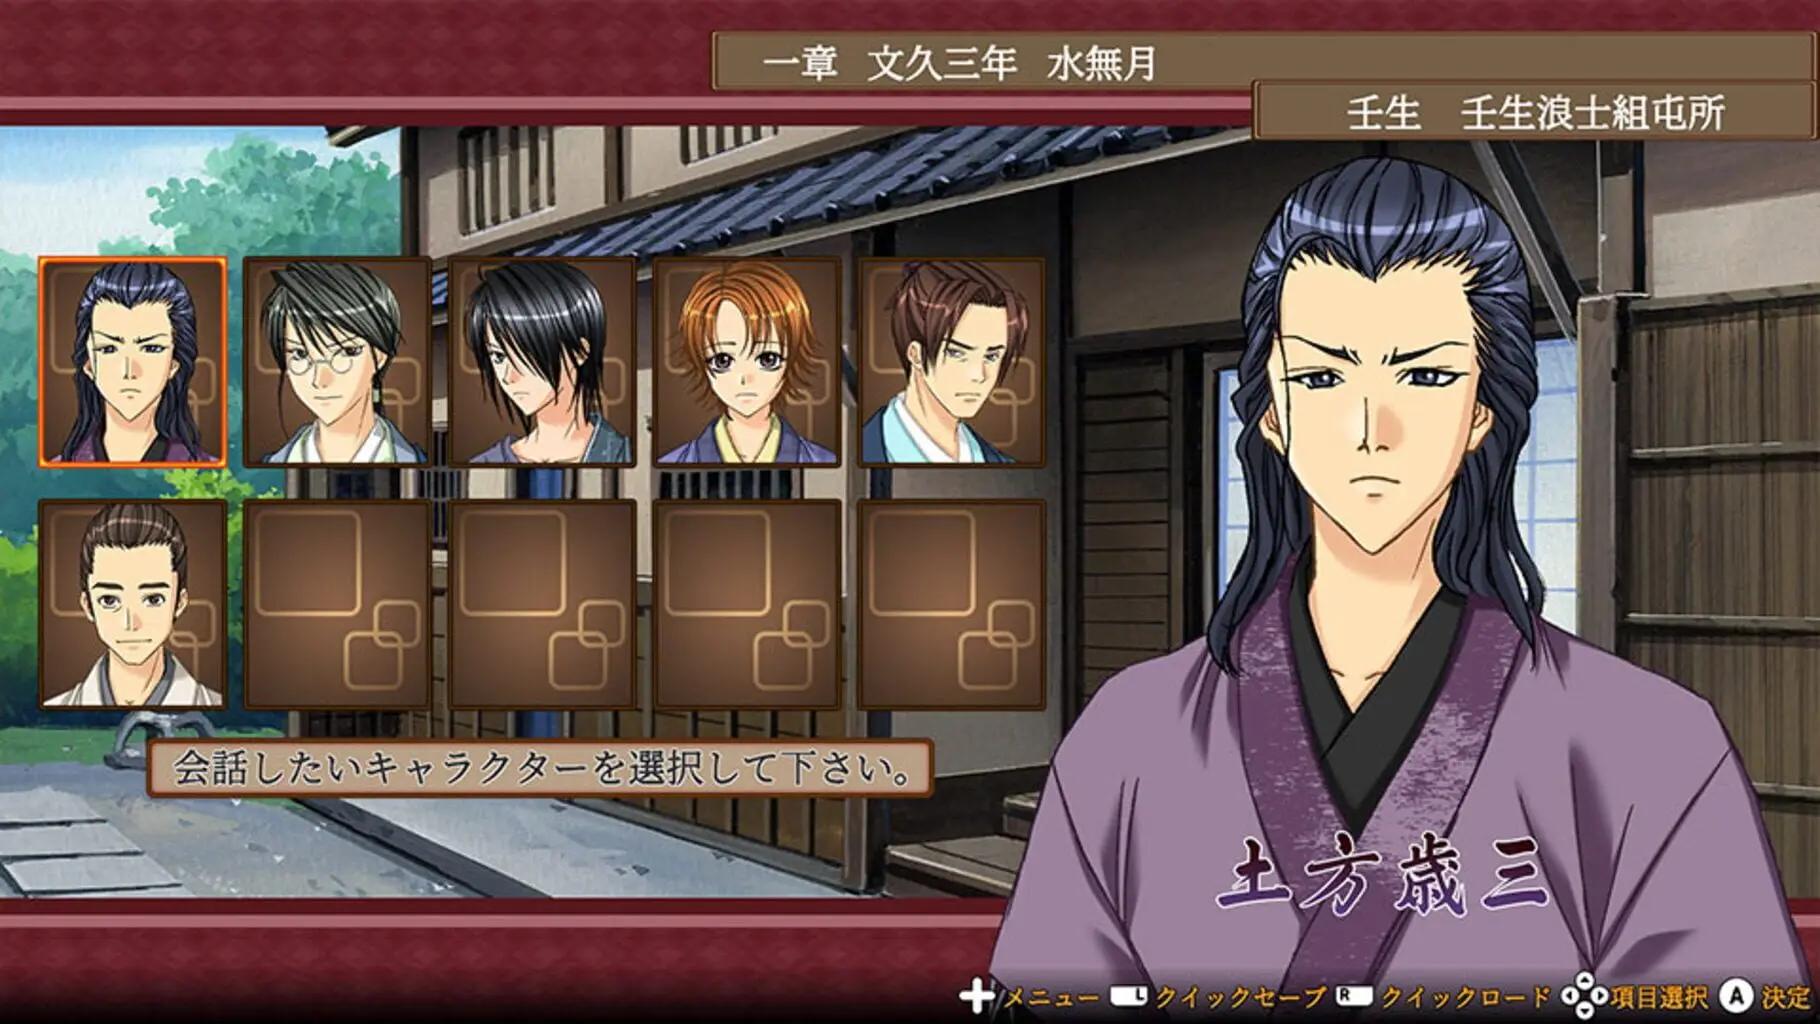 一章 文久三年 水無月
壬生 壬生浪士組屯所
会話したいキャラクターを選択して下さい。
土方歳三
メニュー L クイックセーブ R クイックロード 項目選択 A 決定